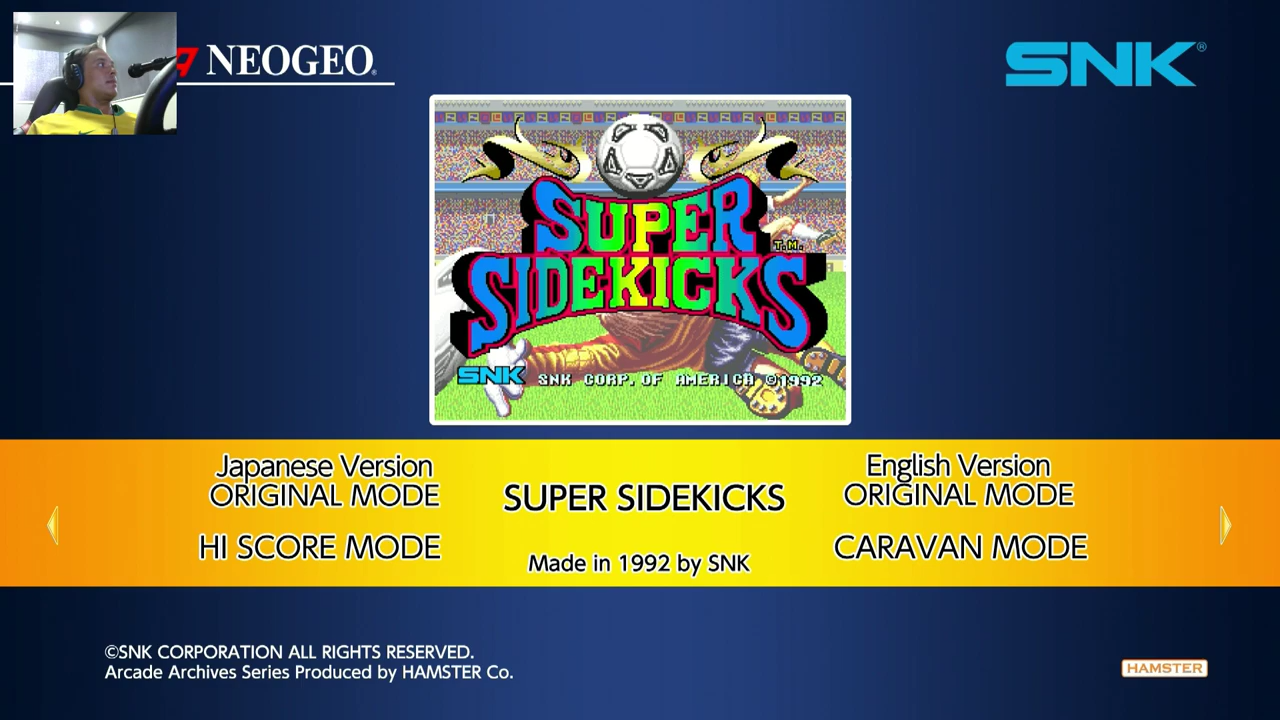 NEOGEO®
SNK®
SUPER
SIDEKICKS
T.M.
SNK SNK CORP. OF AMERICA ©1992
Japanese Version
ORIGINAL MODE
HI SCORE MODE
SUPER SIDEKICKS
Made in 1992 by SNK
English Version
ORIGINAL MODE
CARAVAN MODE
©SNK CORPORATION ALL RIGHTS RESERVED.
Arcade Archives Series Produced by HAMSTER Co.
HAMSTER